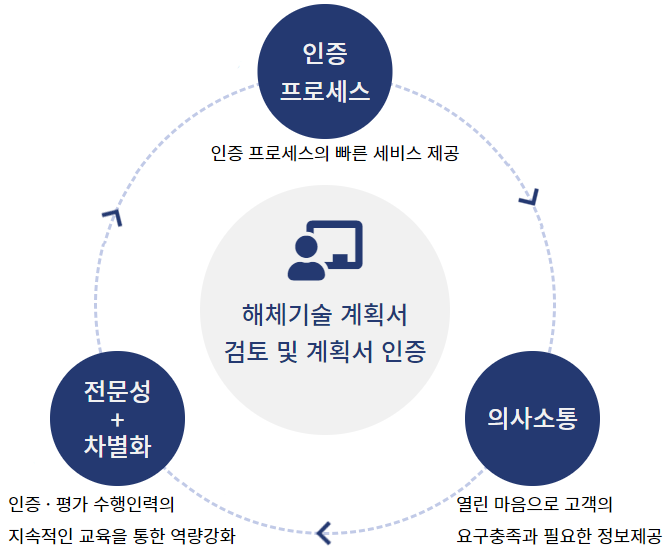 인증
프로세스
인증 프로세스의 빠른 세비스 제공
해체기술 계획서
검토 및 계획서 인증
전문성
+
차별화
인증 · 평가 수행인력의
지속적인 교육을 통한 역량강화
의사소통
열린 마음으로 고객의
요구충족과 필요한 정보제공